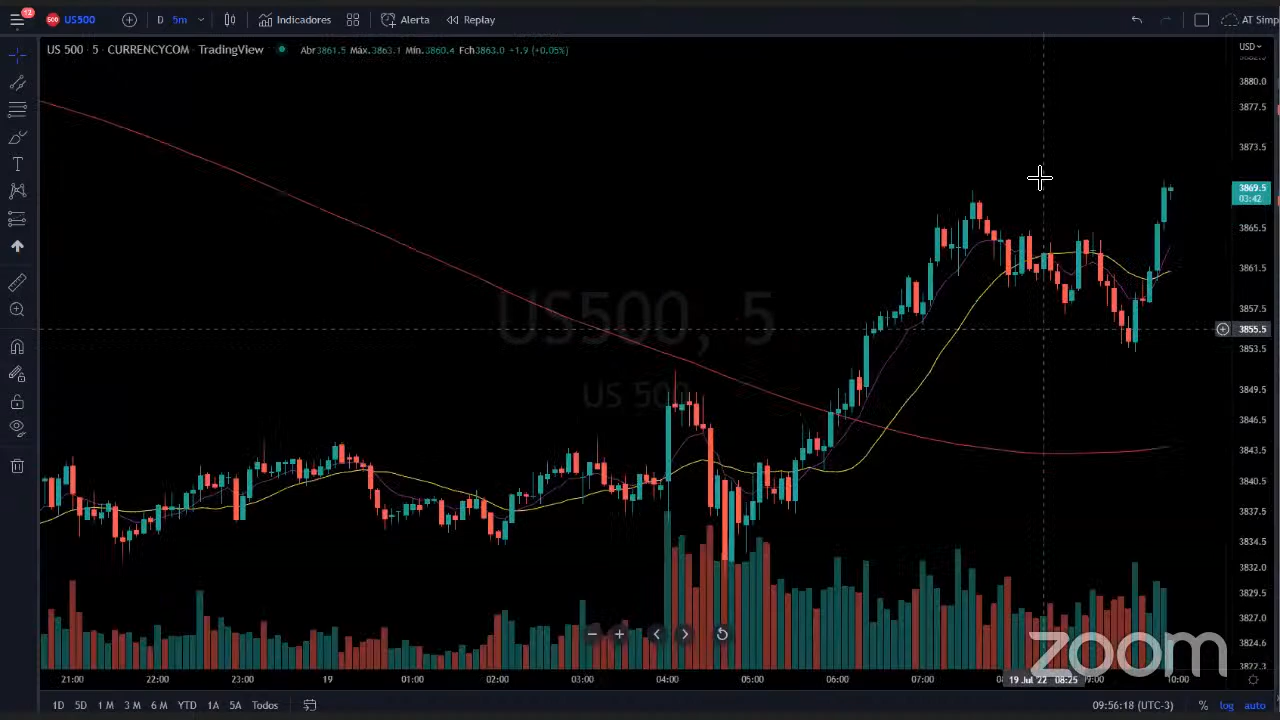 12
500
US500
D
5m
Indicadores
Alerta
Replay
AT Simp
US 500 · 5 · CURRENCYCOM · TradingView
Abr3861.5 Máx.3863.1 Mín.3860.4 Fch3863.0 +1.9 (+0.05%)
USD
3880.0
3877.5
3873.5
3869.5
03:42
3865.5
3861.5
3857.5
3855.5
3853.5
3849.5
3846.5
3843.5
3840.5
3837.5
3834.5
3832.0
3829.5
3827.0
3824.6
3822.3
US500, 5
US 500
T
zoom
21:00 22:00 23:00 19 01:00 02:00 03:00 04:00 05:00 06:00 07:00 19 Jul '22 08:25 10:00
1D 5D 1M 3M 6M YTD 1A 5A Todos
09:56:18 (UTC-3) % log auto